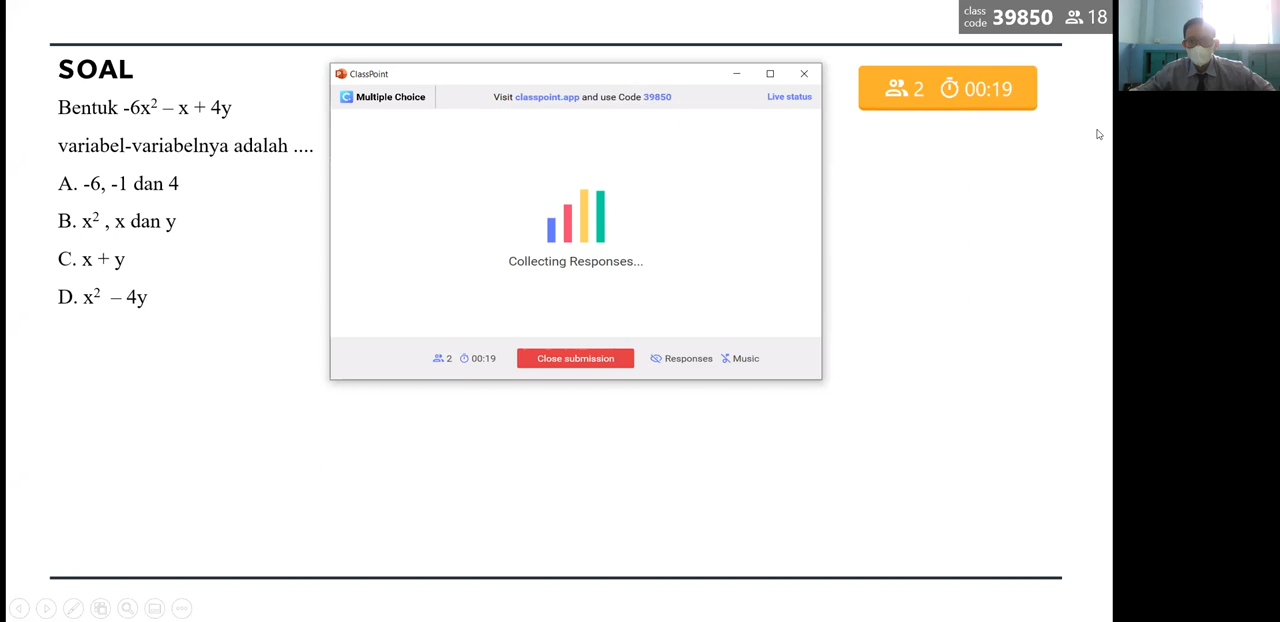 class code 39850 18
SOAL
Bentuk -6x² – x + 4y
variabel-variabelnya adalah ....
A. -6, -1 dan 4
B. x² , x dan y
C. x + y
D. x² – 4y
ClassPoint
Multiple Choice
Visit classpoint.app and use Code 39850
Live status
Collecting Responses...
2 00:19
Close submission
Responses
Music
2 00:19